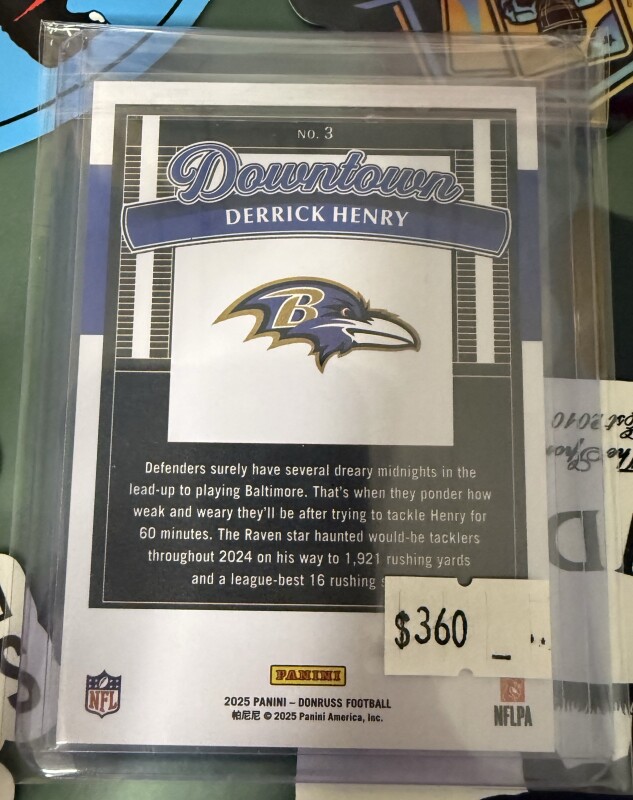 NO. 3
Downtown
DERRICK HENRY
B
Defenders surely have several dreary midnights in the
lead-up to playing Baltimore. That's when they ponder how
weak and weary they'll be after trying to tackle Henry for
60 minutes. The Raven star haunted would-be tacklers
throughout 2024 on his way to 1,921 rushing yards
and a league-best 16 rushing
$360
PANINI
NFL
2025 PANINI – DONRUSS FOOTBALL
帕尼尼 © 2025 Panini America, Inc.
NFLPA
2010
The
D
S